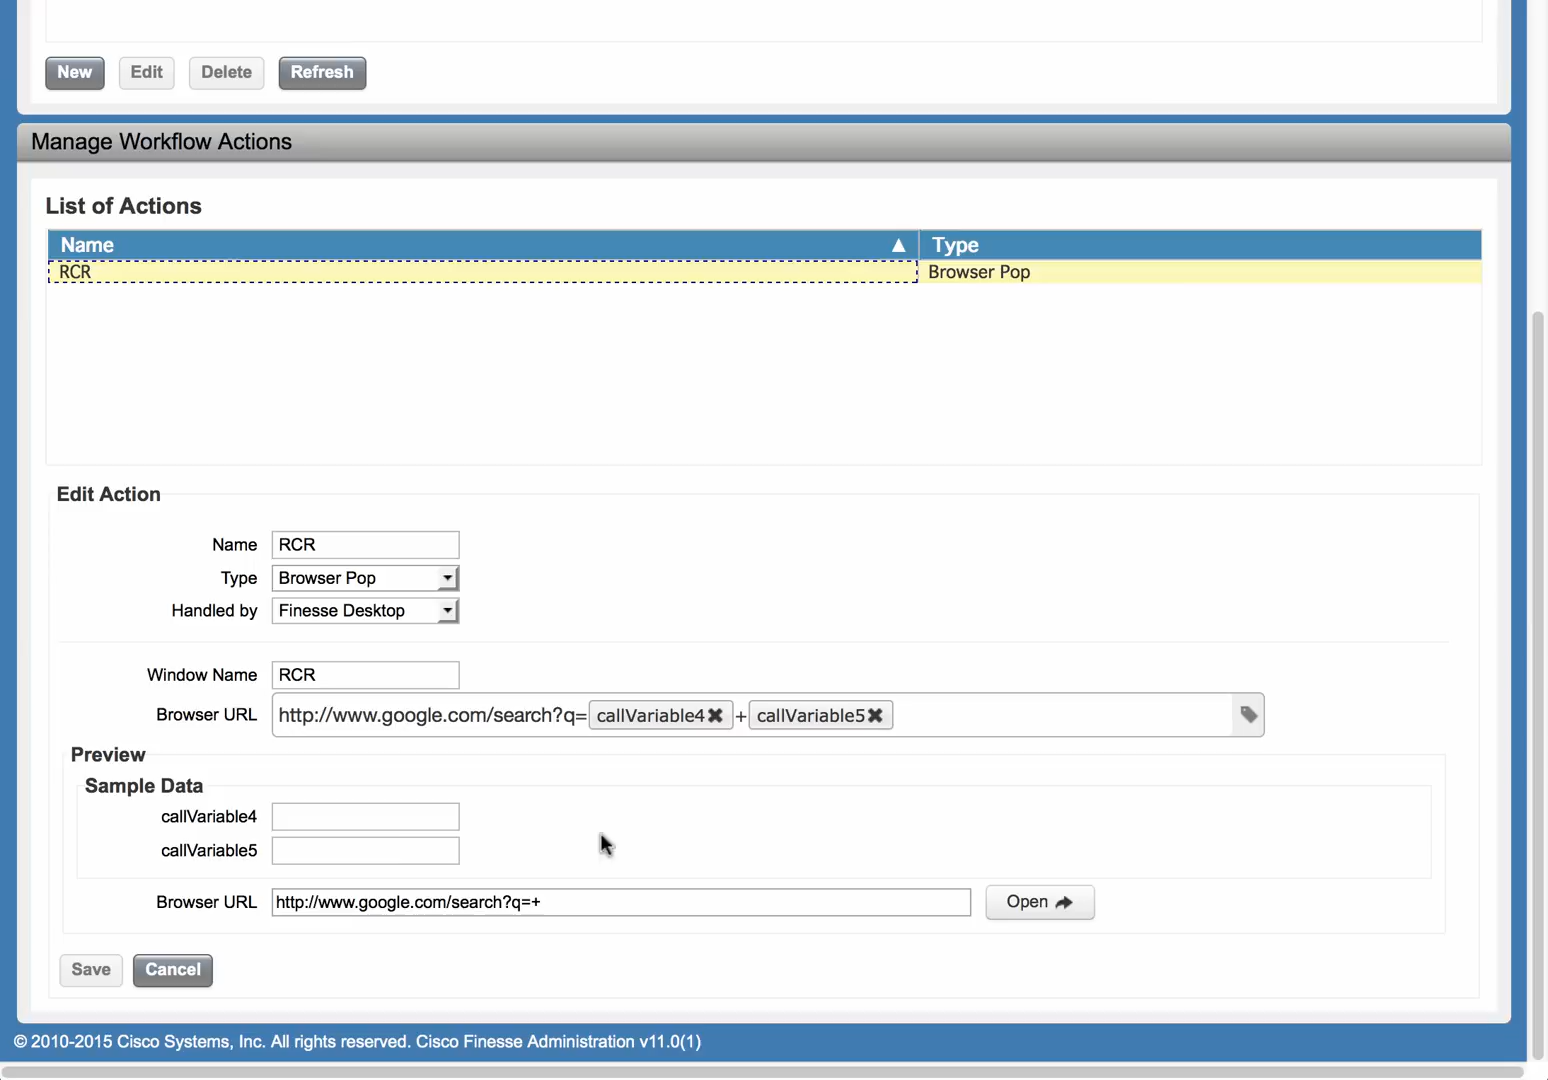 New Edit Delete Refresh
Manage Workflow Actions
List of Actions
Name ▲ Type
RCR Browser Pop
Edit Action
Name RCR
Type Browser Pop
Handled by Finesse Desktop
Window Name RCR
Browser URL http://www.google.com/search?q= callVariable4✖ + callVariable5✖
Preview
Sample Data
callVariable4
callVariable5
Browser URL http://www.google.com/search?q=+ Open
Save Cancel
© 2010-2015 Cisco Systems, Inc. All rights reserved. Cisco Finesse Administration v11.0(1)